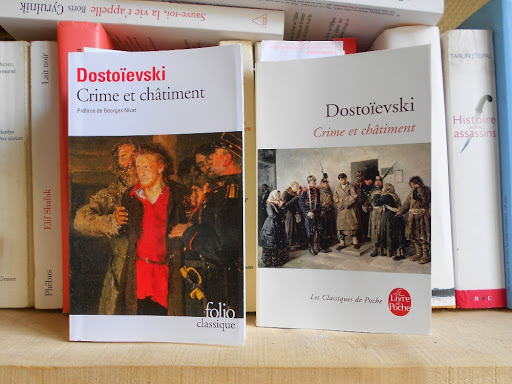 Sauve-toi, la vie t'appelle Boris Cyrulnik
Lait noir
Elif Shafak
Phébus
Dostoïevski
Crime et châtiment
Préface de Georges Nivat
folio
classique
Dostoïevski
Crime et châtiment
Les Classiques de Poche
Le
Livre
de
Poche
Histoire
assassins
B•C